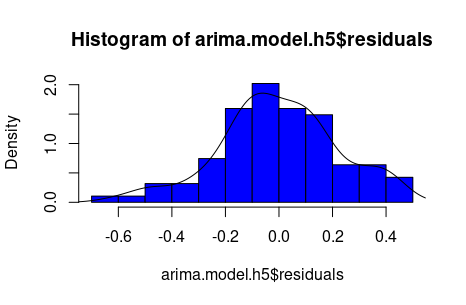 Histogram of arima.model.h5$residuals
Density
2.0
1.0
0.0
-0.6 -0.4 -0.2 0.0 0.2 0.4
arima.model.h5$residuals